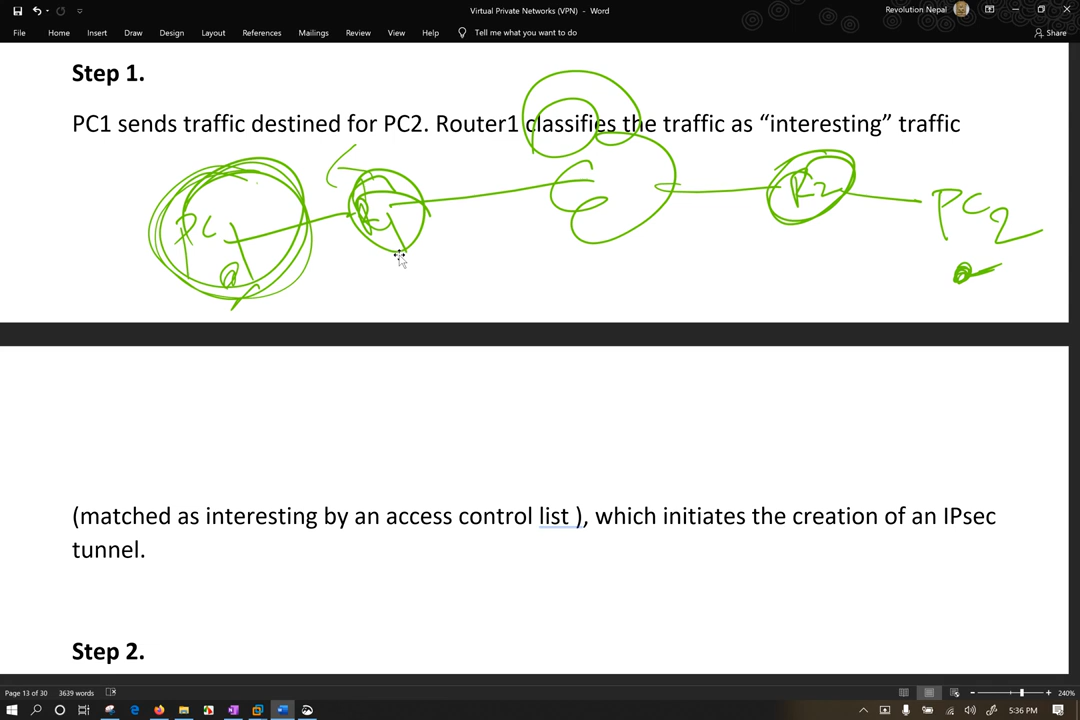 Virtual Private Networks (VPN) - Word
Revolution Nepal
File Home Insert Draw Design Layout References Mailings Review View Help Tell me what you want to do Share
Step 1.
PC1 sends traffic destined for PC2. Router1 classifies the traffic as “interesting” traffic
PC
R2
PC2
(matched as interesting by an access control list ), which initiates the creation of an IPsec
tunnel.
Step 2.
Page 13 of 30 3639 words 240%
5:36 PM